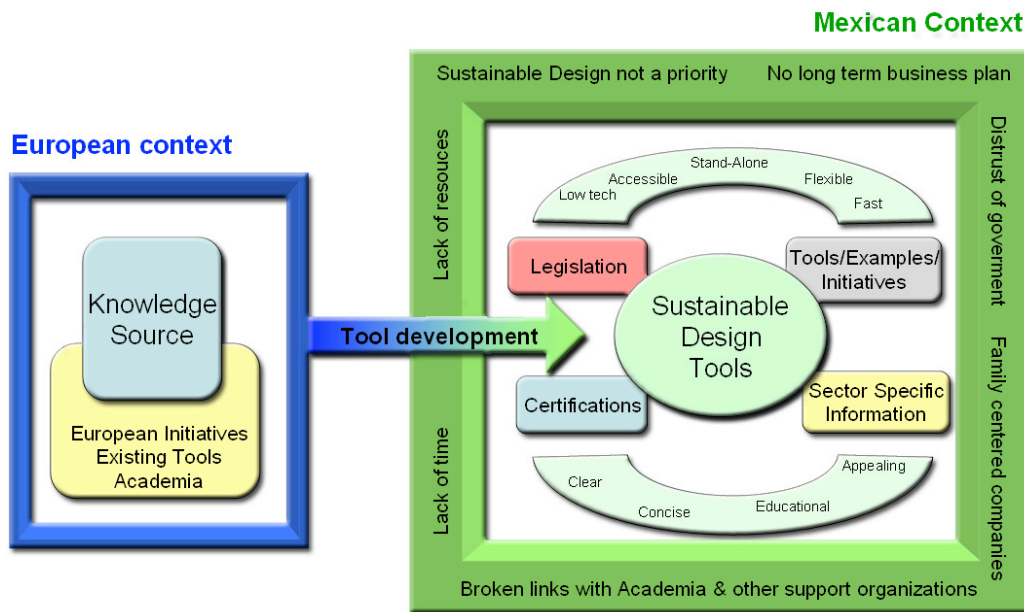 Mexican Context
Sustainable Design not a priority
No long term business plan
European context
Knowledge
Source
European Initiatives
Existing Tools
Academia
Tool development
Lack of resouces
Lack of time
Distrust of goverment
Family centered companies
Low tech
Accessible
Stand-Alone
Flexible
Fast
Legislation
Tools/Examples/
Initiatives
Sustainable
Design
Tools
Certifications
Sector Specific
Information
Clear
Concise
Educational
Appealing
Broken links with Academia & other support organizations